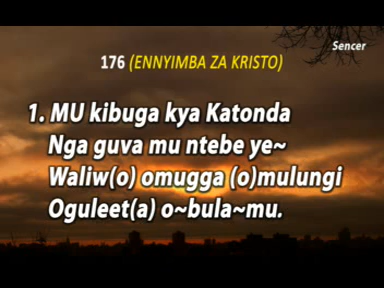 Sencer
176 (ENNYIMBA ZA KRISTO)
1. MU kibuga kya Katonda
Nga guva mu ntebe ye~
Waliw(o) omugga (o)mulungi
Oguleet(a) o~bula~mu.